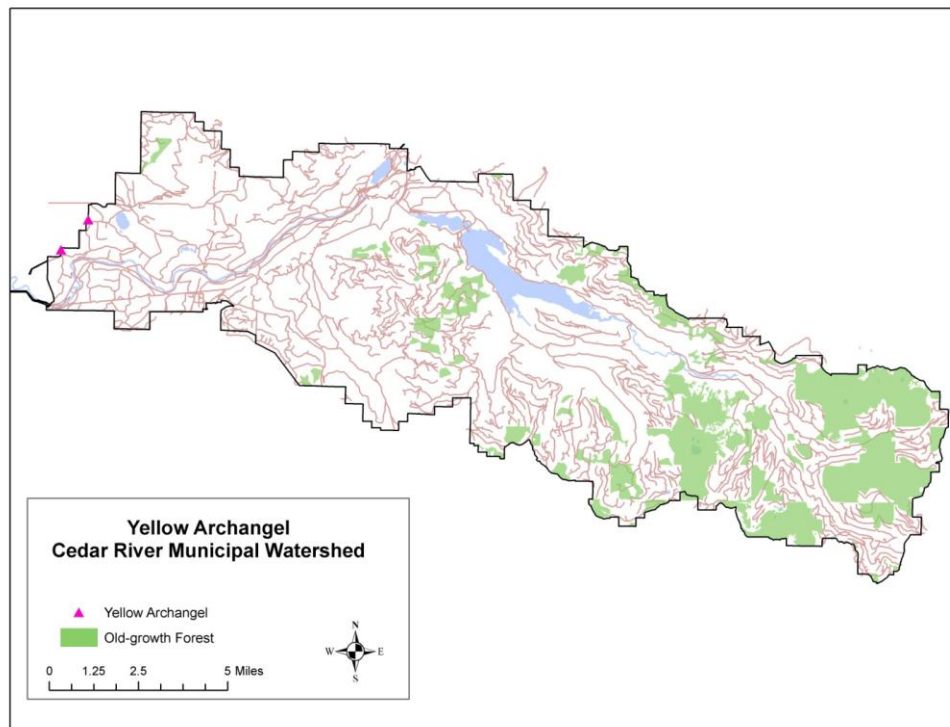 Yellow Archangel
Cedar River Municipal Watershed
Yellow Archangel
Old-growth Forest
N
W E
S
0 1.25 2.5 5 Miles